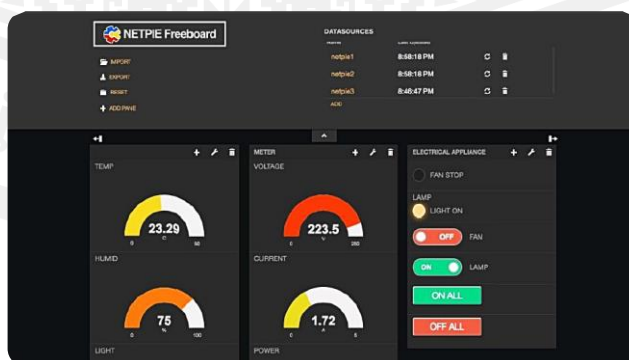 NETPIE Freeboard
IMPORT
EXPORT
RESET
ADD PANE
DATASOURCES
Name Last Updated
netpie1 8:58:18 PM
netpie2 8:58:18 PM
netpie3 8:46:47 PM
ADD
TEMP
23.29
C
0
HUMID
75
%
0 100
LIGHT
METER
VOLTAGE
223.5
V
0
CURRENT
1.72
A
0 5
POWER
ELECTRICAL APPLIANCE
FAN STOP
LAMP
LIGHT ON
OFF FAN
ON LAMP
ON ALL
OFF ALL